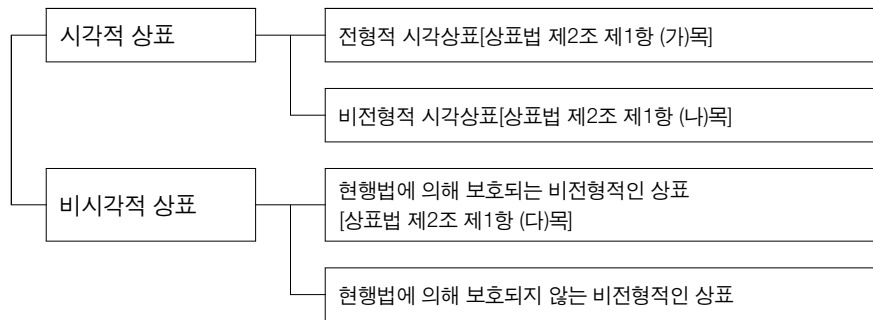 시각적 상표
전형적 시각상표[상표법 제2조 제1항 (가)목]
비전형적 시각상표[상표법 제2조 제1항 (나)목]
비시각적 상표
현행법에 의해 보호되는 비전형적인 상표
[상표법 제2조 제1항 (다)목]
현행법에 의해 보호되지 않는 비전형적인 상표